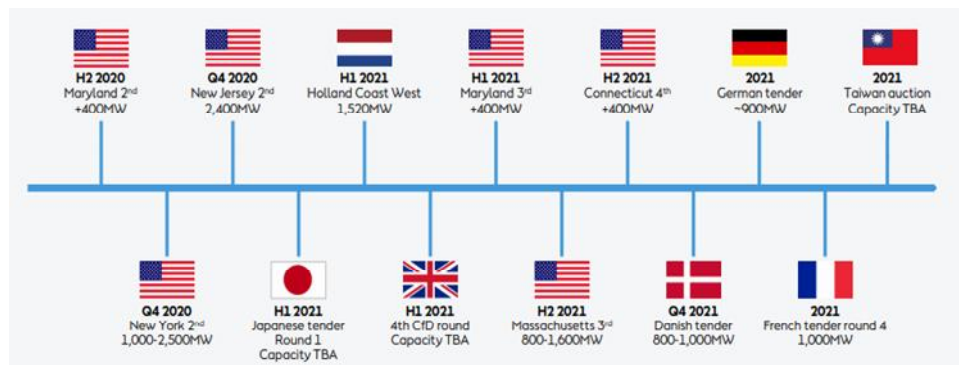 H2 2020
Maryland 2nd
+400MW
Q4 2020
New Jersey 2nd
2,400MW
H1 2021
Holland Coast West
1,520MW
H1 2021
Maryland 3rd
+400MW
H2 2021
Connecticut 4th
+400MW
2021
German tender
~900MW
2021
Taiwan auction
Capacity TBA
Q4 2020
New York 2nd
1,000-2,500MW
H1 2021
Japanese tender
Round 1
Capacity TBA
H1 2021
4th CfD round
Capacity TBA
H2 2021
Massachusetts 3rd
800-1,600MW
Q4 2021
Danish tender
800-1,000MW
2021
French tender round 4
1,000MW